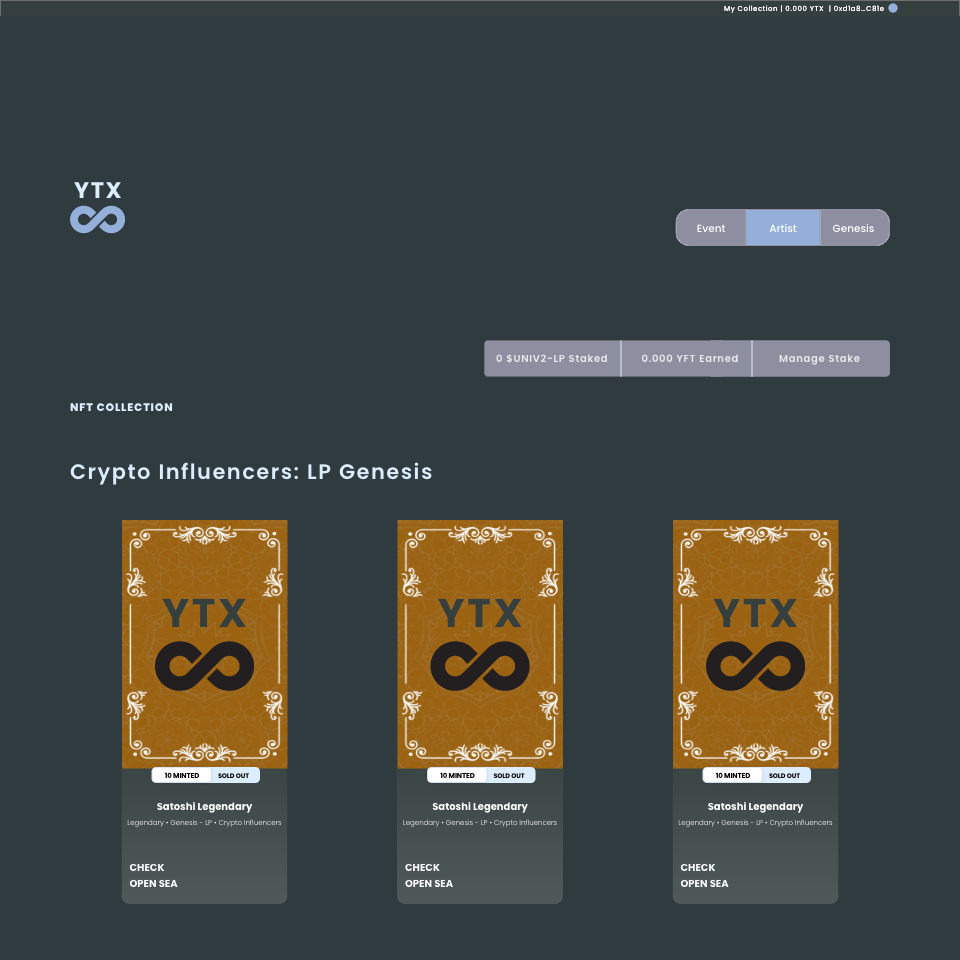 My Collection | 0.000 YTX | 0xd1a8...C81e
YTX
Event Artist Genesis
0 $UNIV2-LP Staked 0.000 YFT Earned Manage Stake
NFT COLLECTION
Crypto Influencers: LP Genesis
YTX YTX YTX
10 MINTED SOLD OUT 10 MINTED SOLD OUT 10 MINTED SOLD OUT
Satoshi Legendary Satoshi Legendary Satoshi Legendary
Legendary • Genesis - LP • Crypto Influencers Legendary • Genesis - LP • Crypto Influencers Legendary • Genesis - LP • Crypto Influencers
CHECK CHECK CHECK
OPEN SEA OPEN SEA OPEN SEA